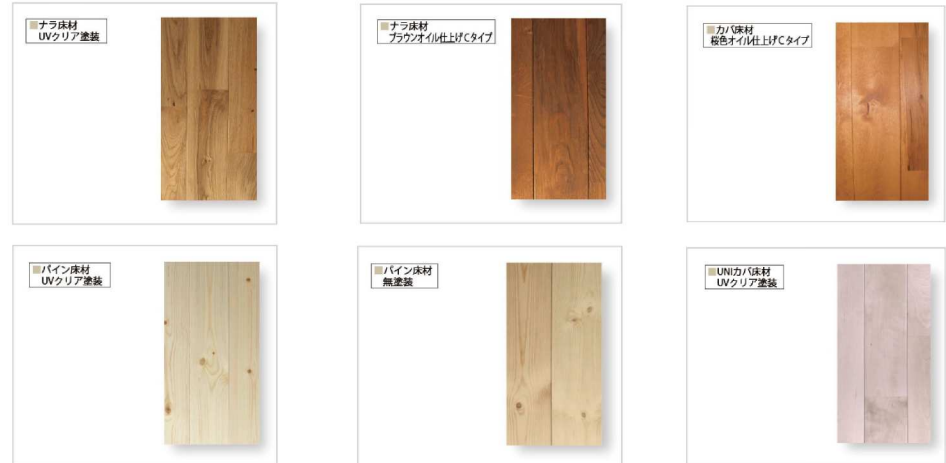 ■ナラ床材
UVクリア塗装
■ナラ床材
ブラウンオイル仕上げCタイプ
■カバ床材
桜色オイル仕上げCタイプ
■パイン床材
UVクリア塗装
■パイン床材
無塗装
■UNIカバ床材
UVクリア塗装